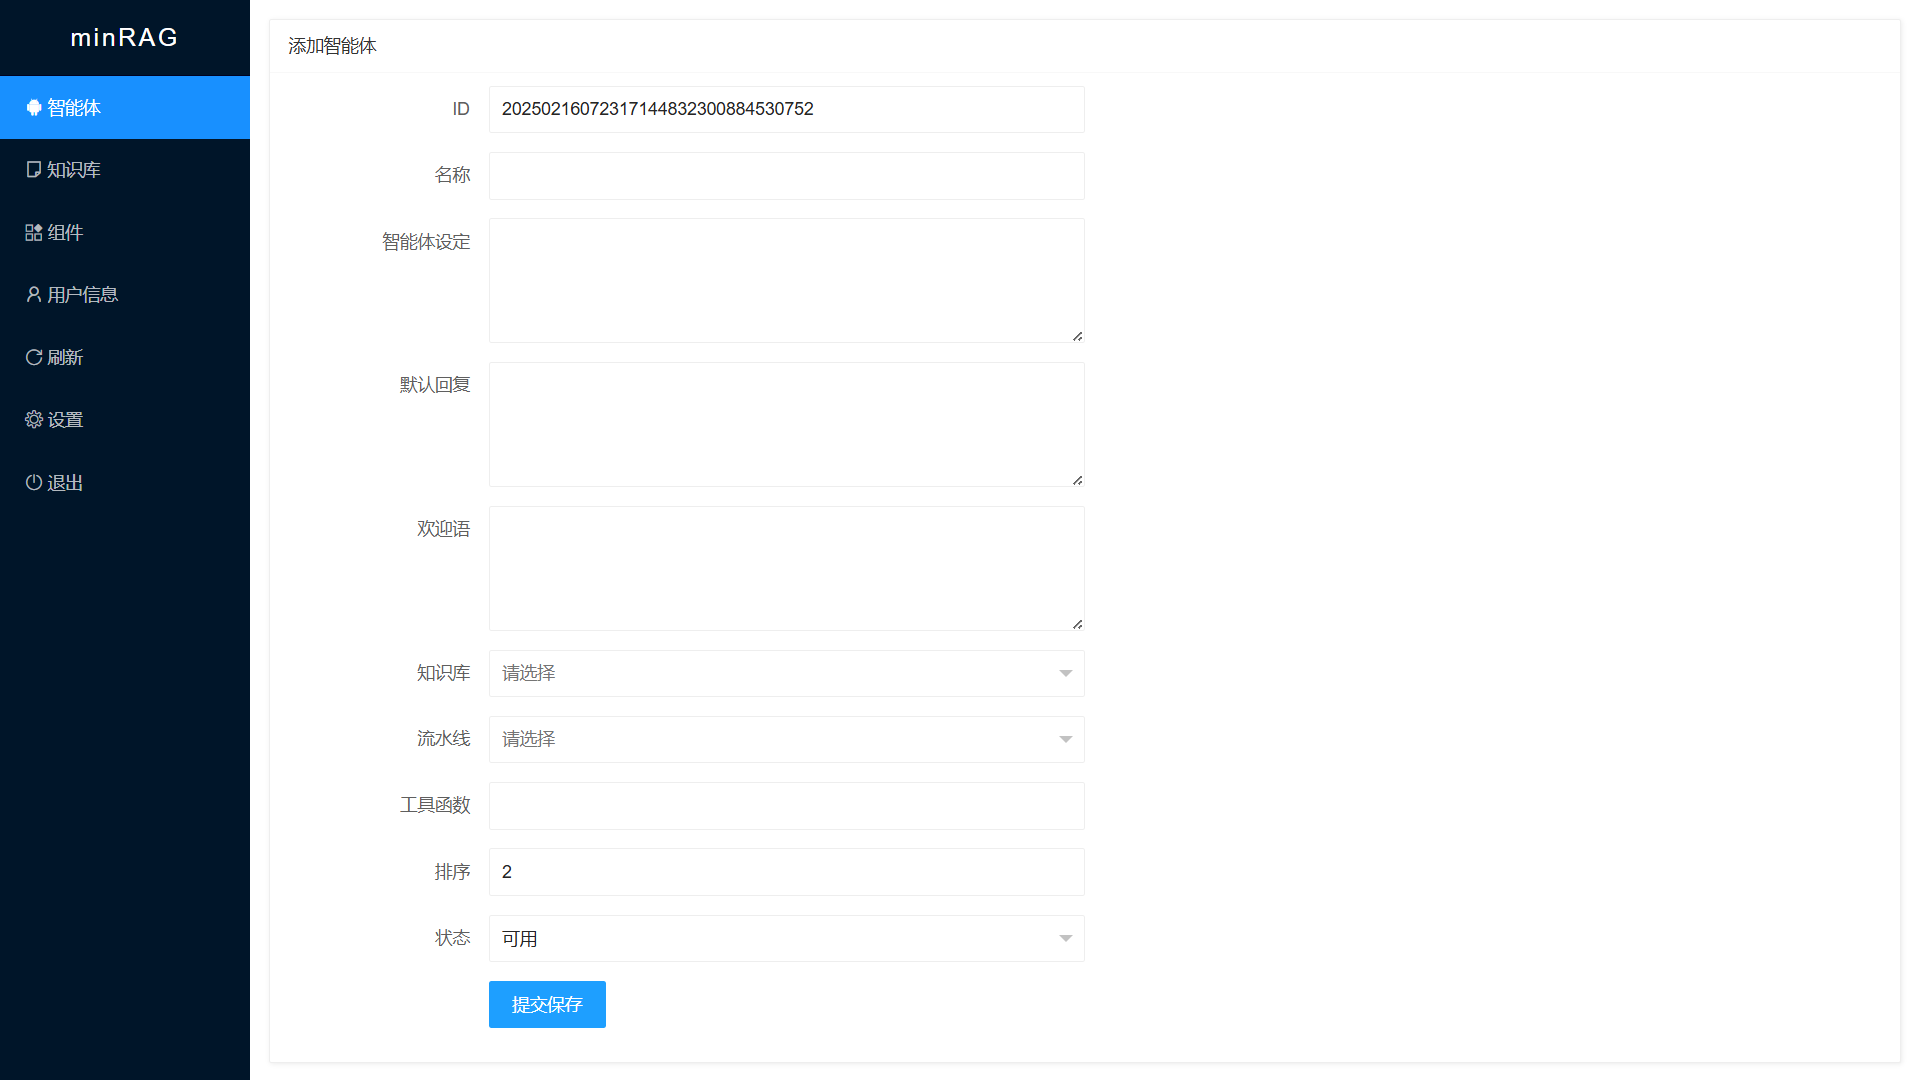 minRAG
智能体
知识库
组件
用户信息
刷新
设置
退出
添加智能体
ID 20250216072317144832300884530752
名称
智能体设定
默认回复
欢迎语
知识库 请选择
流水线 请选择
工具函数
排序 2
状态 可用
提交保存